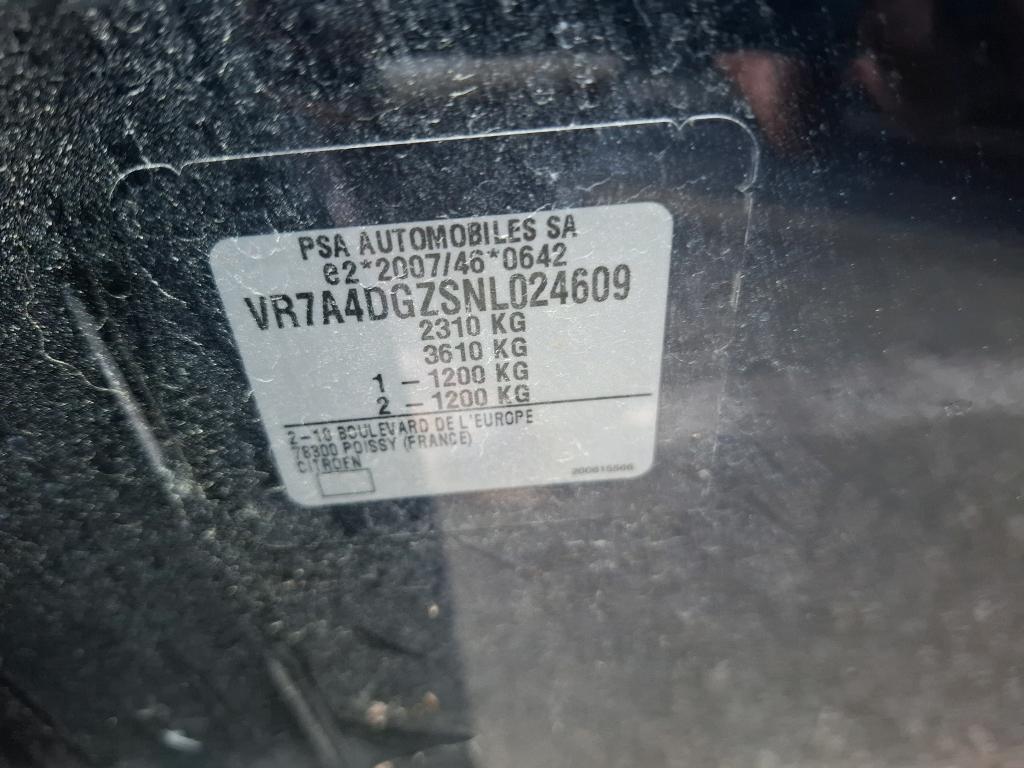 PSA AUTOMOBILES SA
e2*2007/46*0642
VR7A4DGZSNL024609
2310 KG
3610 KG
1 - 1200 KG
2 - 1200 KG
2-10 BOULEVARD DE L'EUROPE
78300 POISSY (FRANCE)
CITROEN